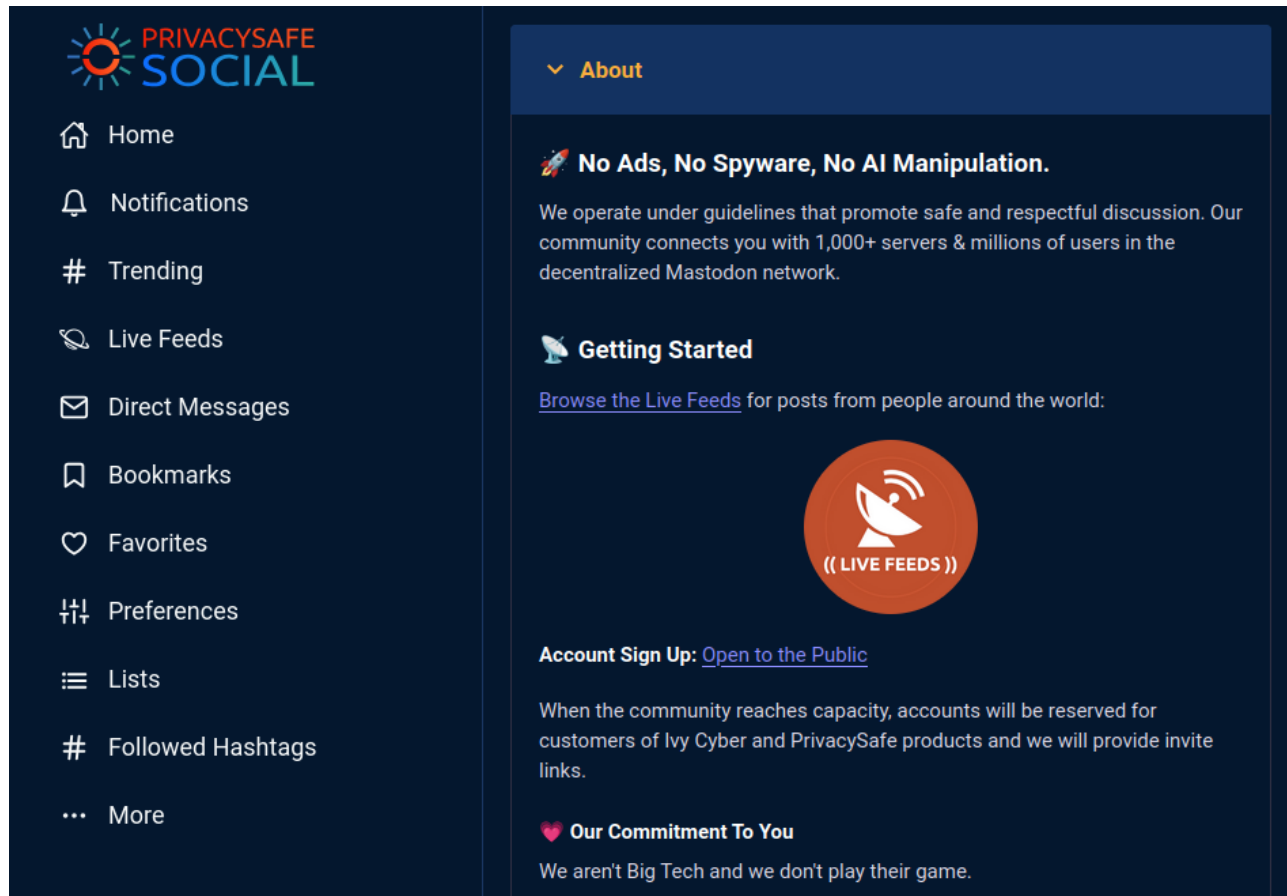 PRIVACYSAFE
SOCIAL
Home
Notifications
# Trending
Live Feeds
Direct Messages
Bookmarks
Favorites
Preferences
Lists
# Followed Hashtags
More
About
🚀 No Ads, No Spyware, No AI Manipulation.
We operate under guidelines that promote safe and respectful discussion. Our
community connects you with 1,000+ servers & millions of users in the
decentralized Mastodon network.
📡 Getting Started
Browse the Live Feeds for posts from people around the world:
(( LIVE FEEDS ))
Account Sign Up: Open to the Public
When the community reaches capacity, accounts will be reserved for
customers of Ivy Cyber and PrivacySafe products and we will provide invite
links.
💗 Our Commitment To You
We aren't Big Tech and we don't play their game.